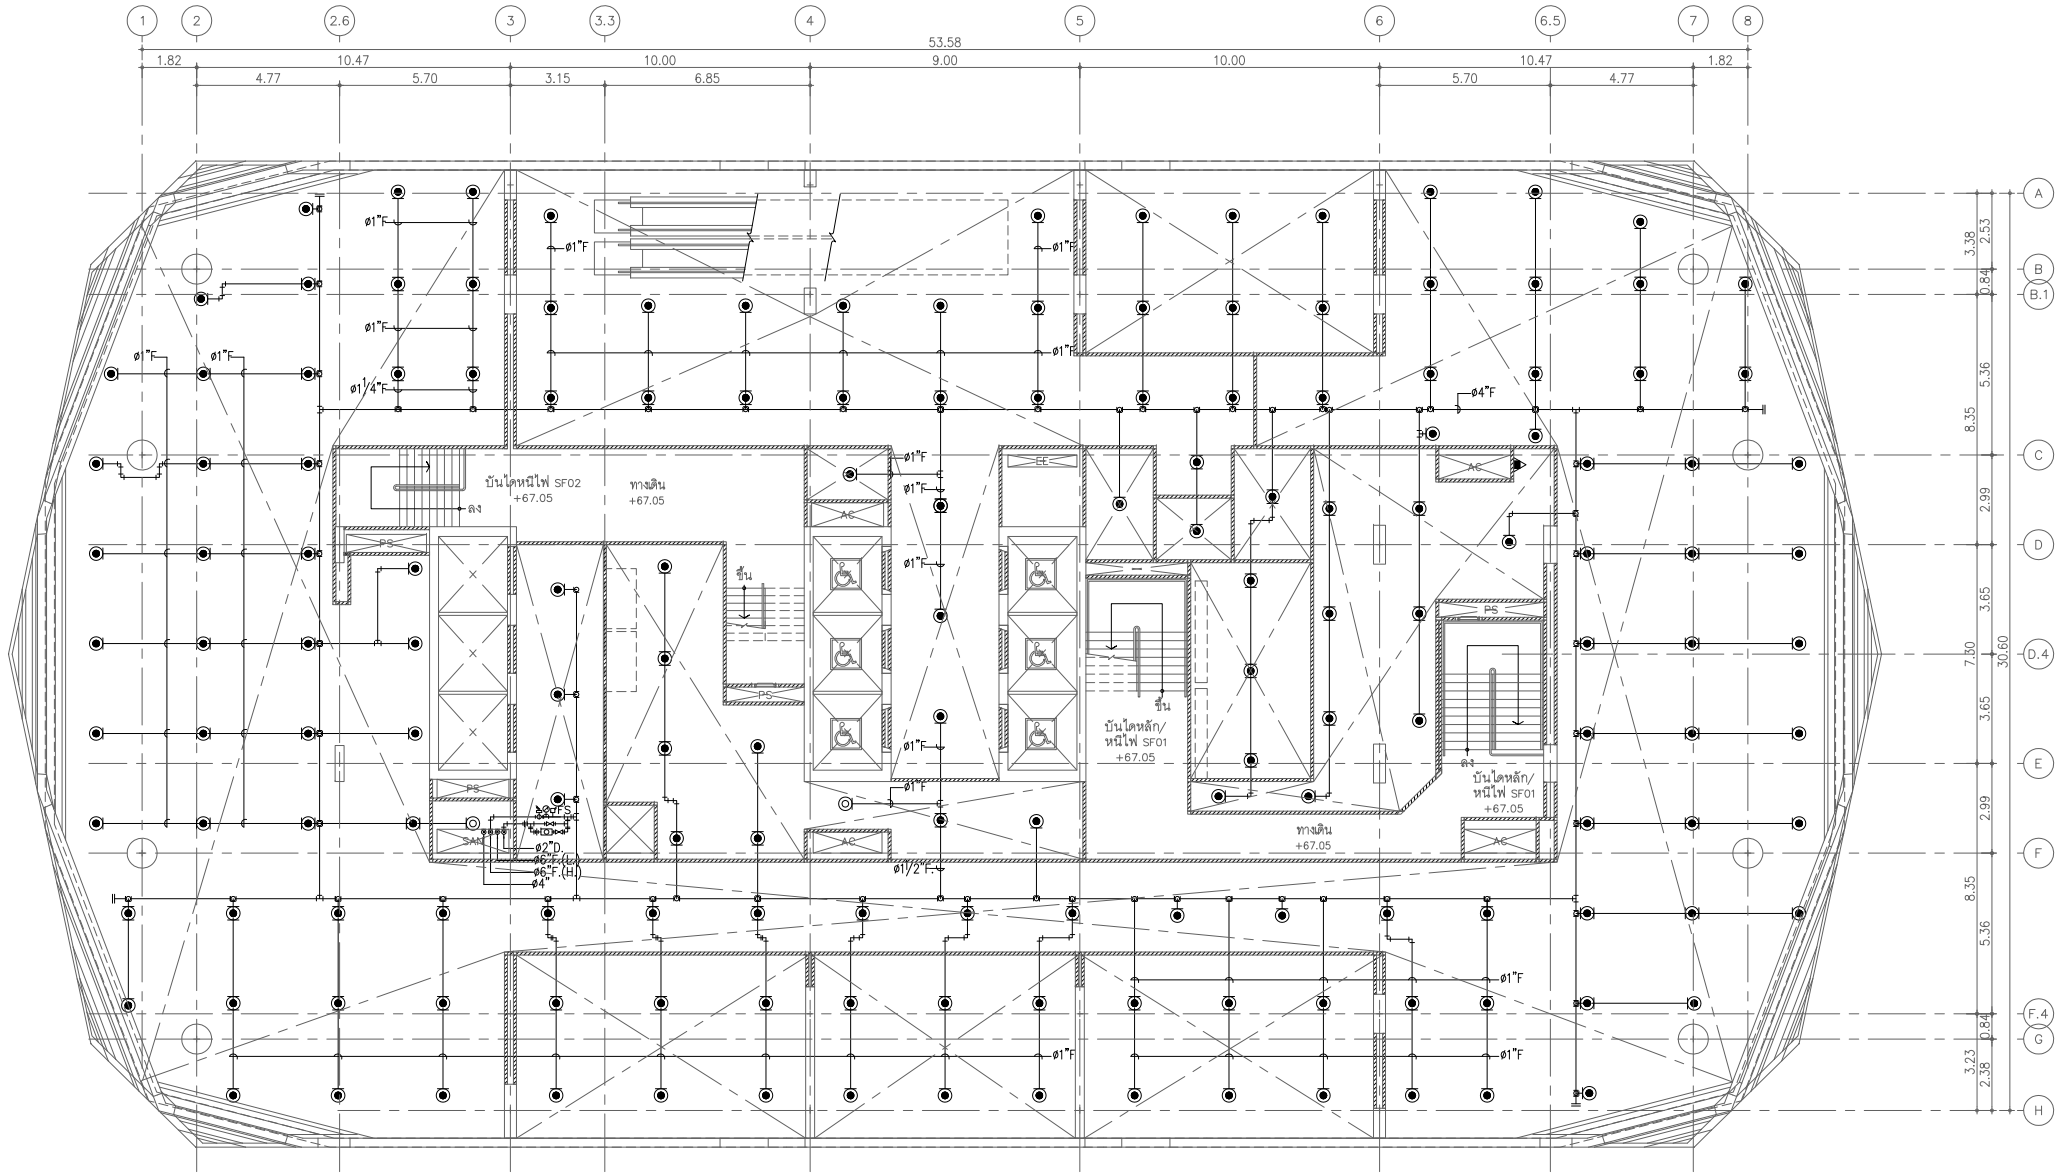 1 2 2.6 3 3.3 4 5 6 6.5 7 8
53.58
1.82 10.47 10.00 9.00 10.00 10.47 1.82
4.77 5.70 3.15 6.85 5.70 4.77
A
ø1"F
2.53
3.38
ø1"F ø1"F
B
0.84
B.1
ø1"F
ø1"F ø1"F ø1"F
5.36
ø1 1/4"F
ø4"F
8.35
C
ø1"F
EE
AC
บันไดหนีไฟ SF02
+67.05
ทางเดิน
+67.05
ø1"F
2.99
ลง
AC
PS
D
ø1"F
ขึ้น
3.65
PS
7.30
30.60
D.4
PS
ขึ้น
3.65
บันไดหลัก/
หนีไฟ SF01
+67.05
ø1"F
E
ลง
บันไดหลัก/
หนีไฟ SF01
+67.05
PS
ø1"F
FS
2.99
ทางเดิน
+67.05
SAN
AC
AC
ø2"D.
F
ø6"F.(L.)
ø6"F.(H.)
ø1 1/2"F.
ø4"
8.35
5.36
ø1"F
F.4
0.84
G
ø1"F ø1"F
3.23
2.38
H